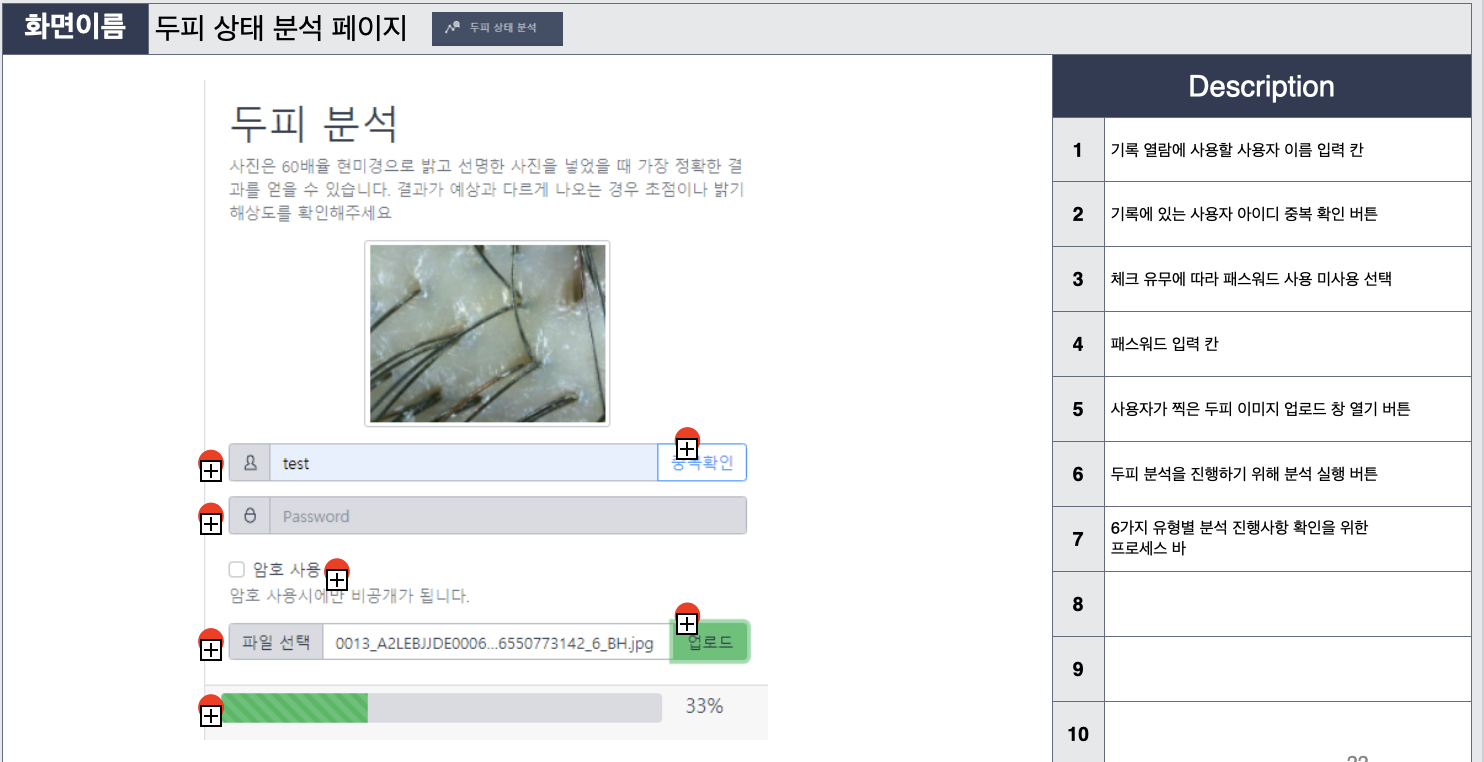 화면이름
두피 상태 분석 페이지
두피 상태 분석
두피 분석
사진은 60배율 현미경으로 밝고 선명한 사진을 넣었을 때 가장 정확한 결
과를 얻을 수 있습니다. 결과가 예상과 다르게 나오는 경우 초점이나 밝기
해상도를 확인해주세요
test
중복확인
Password
암호 사용
암호 사용시에만 비공개가 됩니다.
파일 선택
0013_A2LEBJJDE0006...6550773142_6_BH.jpg
업로드
33%
Description
1 기록 열람에 사용할 사용자 이름 입력 칸
2 기록에 있는 사용자 아이디 중복 확인 버튼
3 체크 유무에 따라 패스워드 사용 미사용 선택
4 패스워드 입력 칸
5 사용자가 찍은 두피 이미지 업로드 창 열기 버튼
6 두피 분석을 진행하기 위해 분석 실행 버튼
7 6가지 유형별 분석 진행사항 확인을 위한
프로세스 바
8
9
10